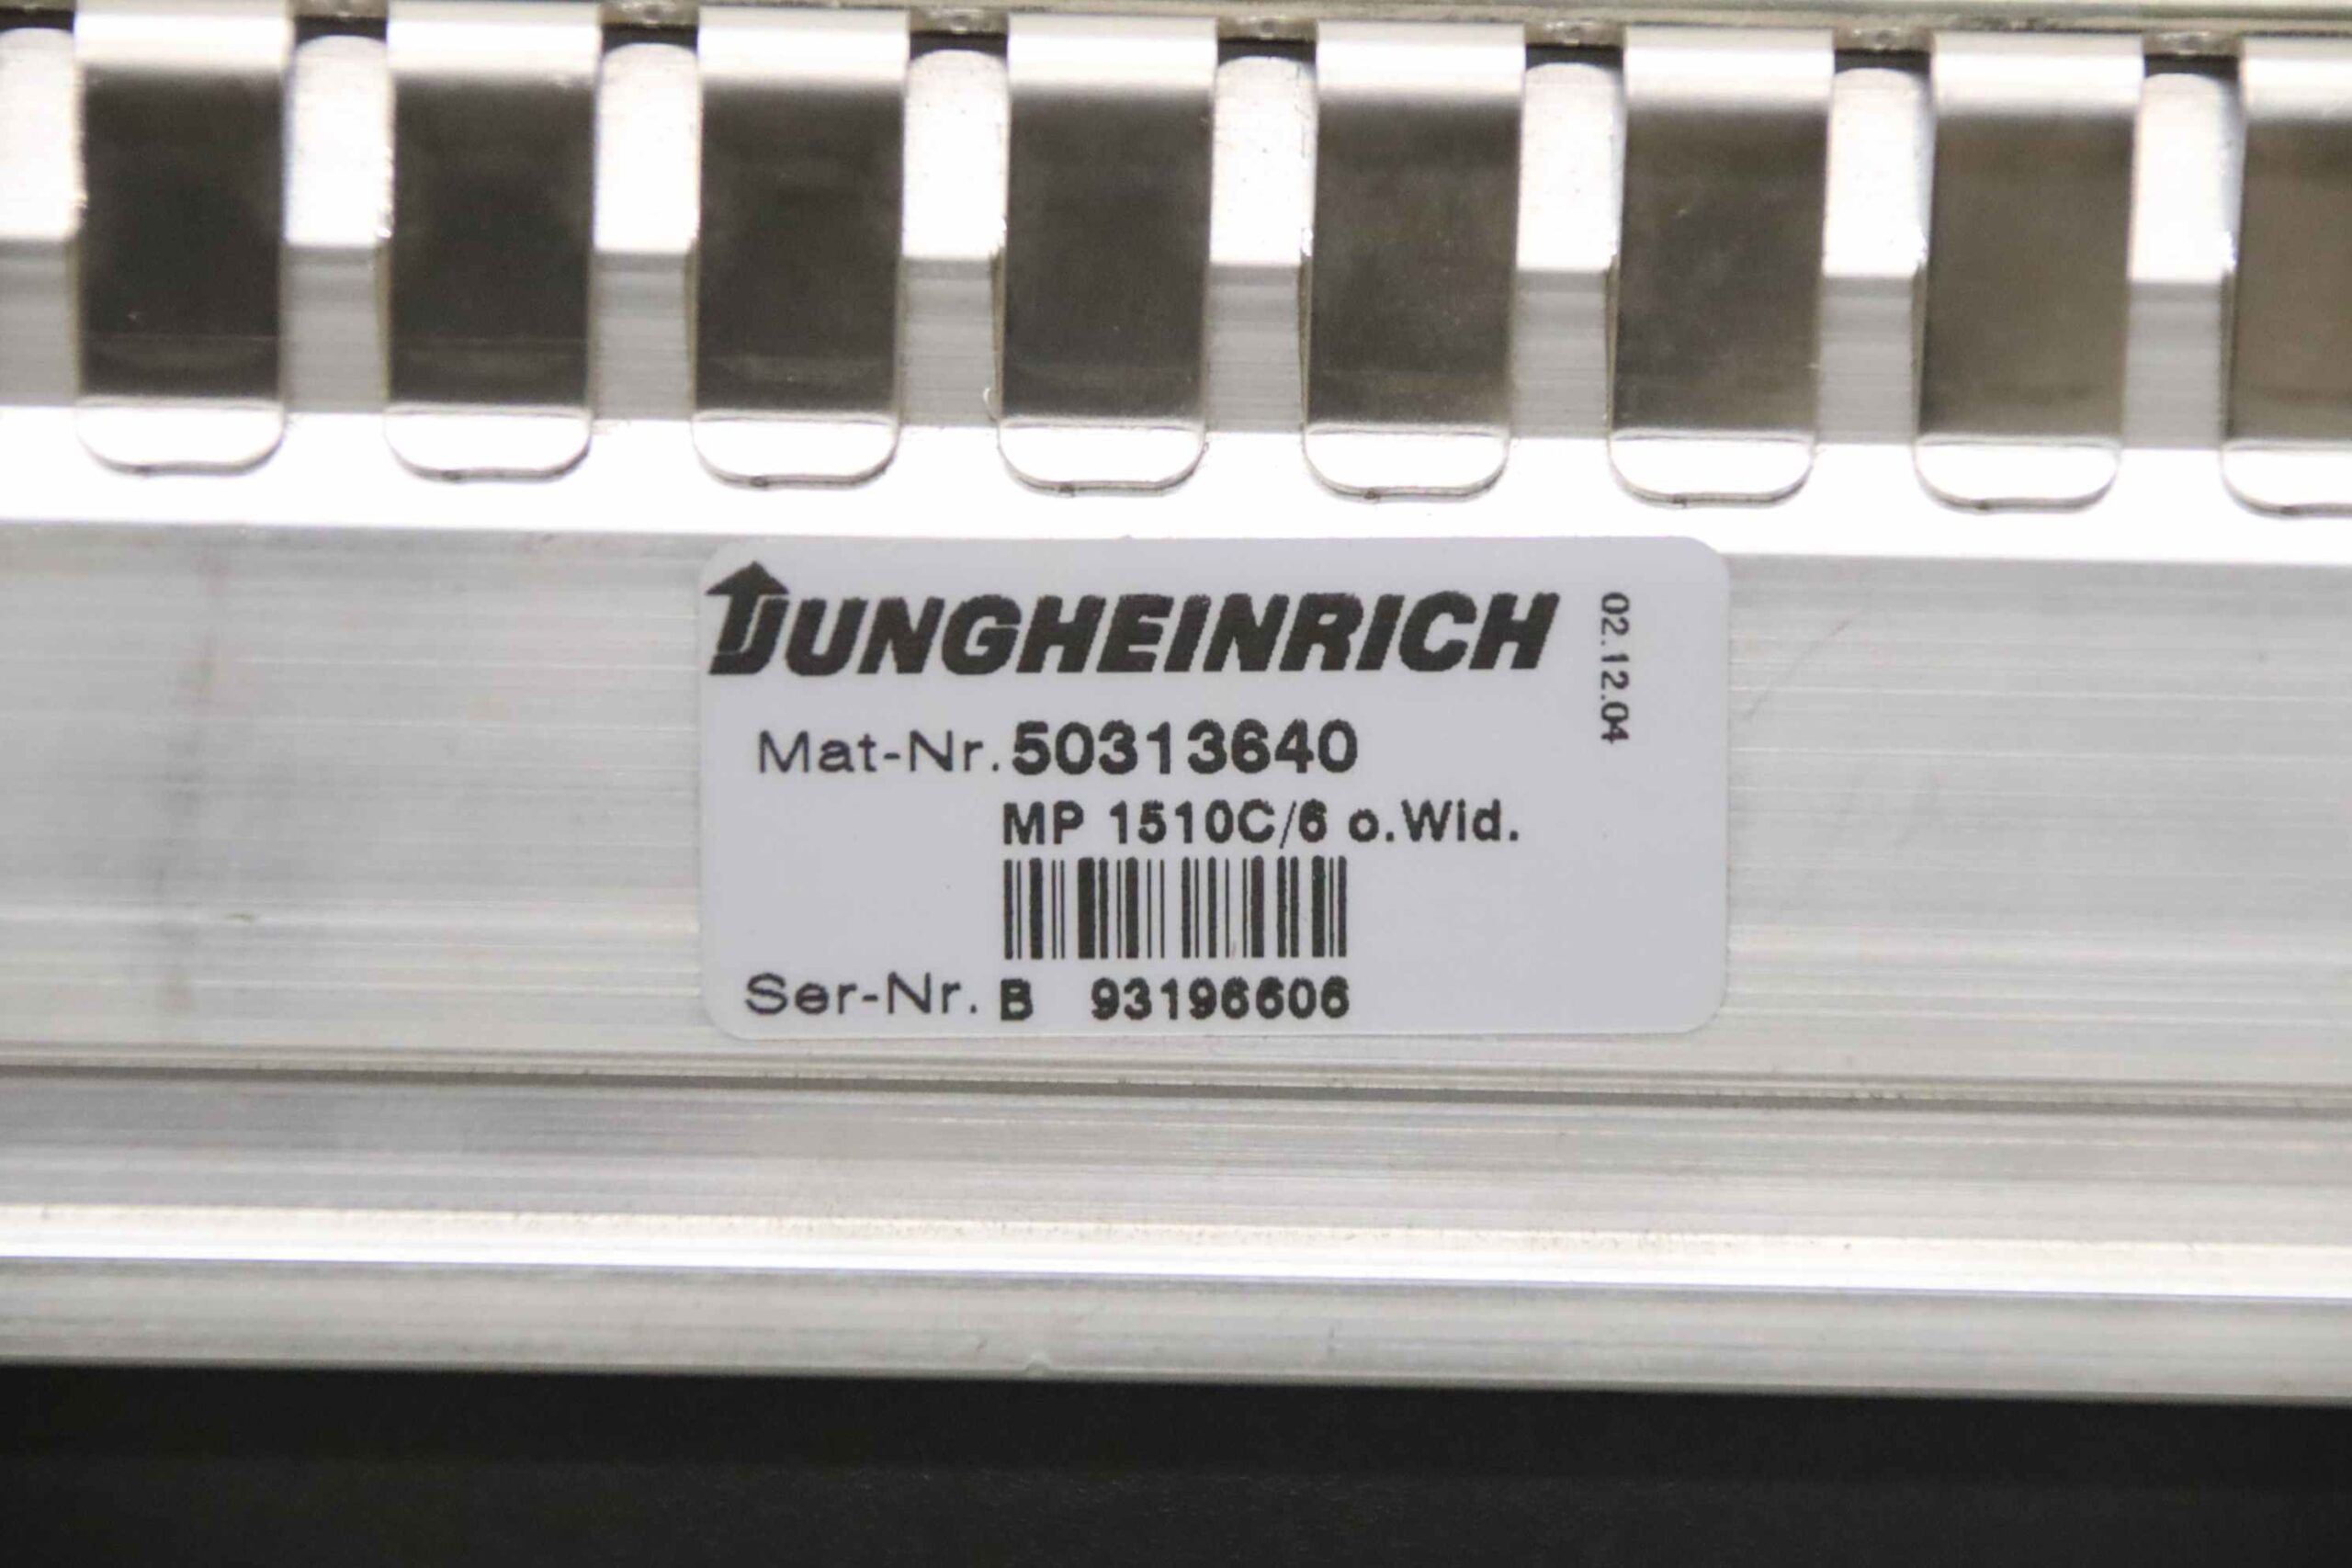 JUNGHEINRICH
02.12.04
Mat-Nr. 50313640
MP 1510C/6 o.Wid.
Ser-Nr. B 93196606